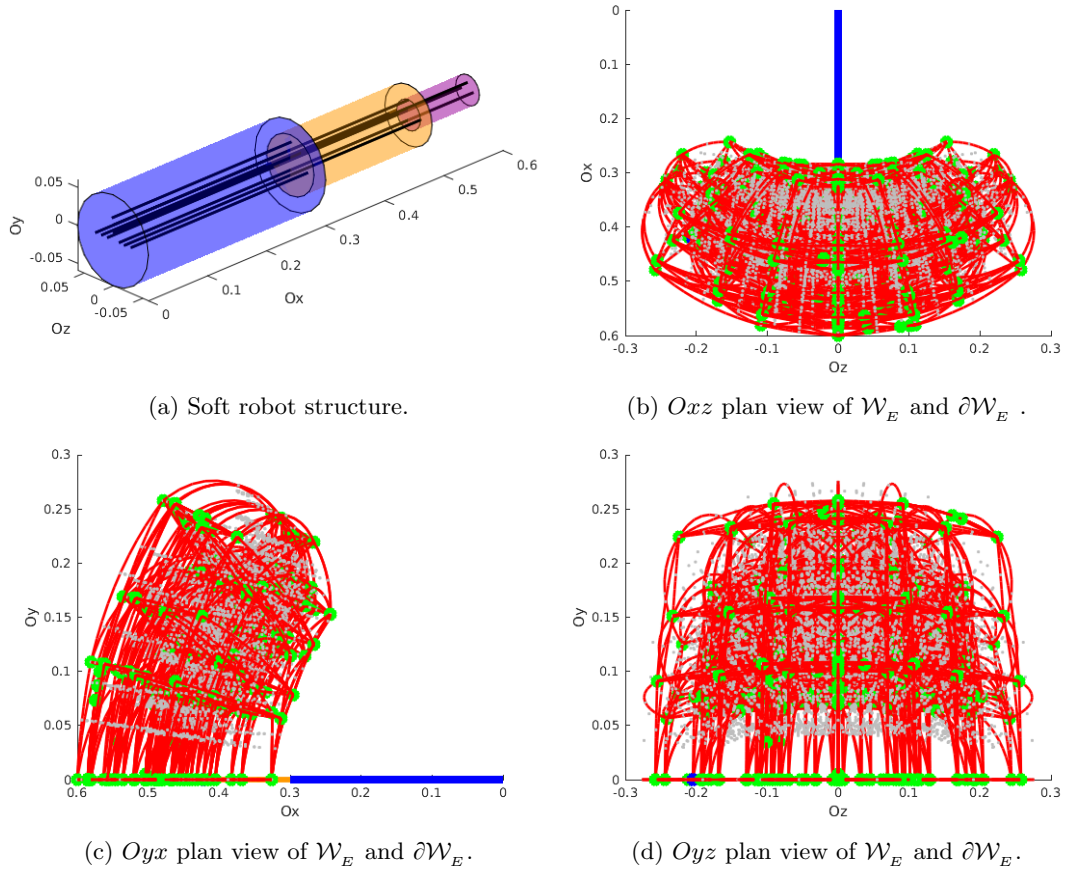 0.05
0
-0.05
Oy
0.05
0
-0.05
Oz
0
0.1
0.2
0.3
0.4
0.5
0.6
Ox
(a) Soft robot structure.
0
0.1
0.2
0.3
0.4
0.5
0.6
Ox
-0.3 -0.2 -0.1 0 0.1 0.2 0.3
Oz
(b) Oxz plan view of W_E and ∂W_E .
0.3
0.25
0.2
0.15
0.1
0.05
0
Oy
0.6 0.5 0.4 0.3 0.2 0.1 0
Ox
(c) Oyx plan view of W_E and ∂W_E.
0.3
0.25
0.2
0.15
0.1
0.05
0
Oy
-0.3 -0.2 -0.1 0 0.1 0.2 0.3
Oz
(d) Oyz plan view of W_E and ∂W_E.